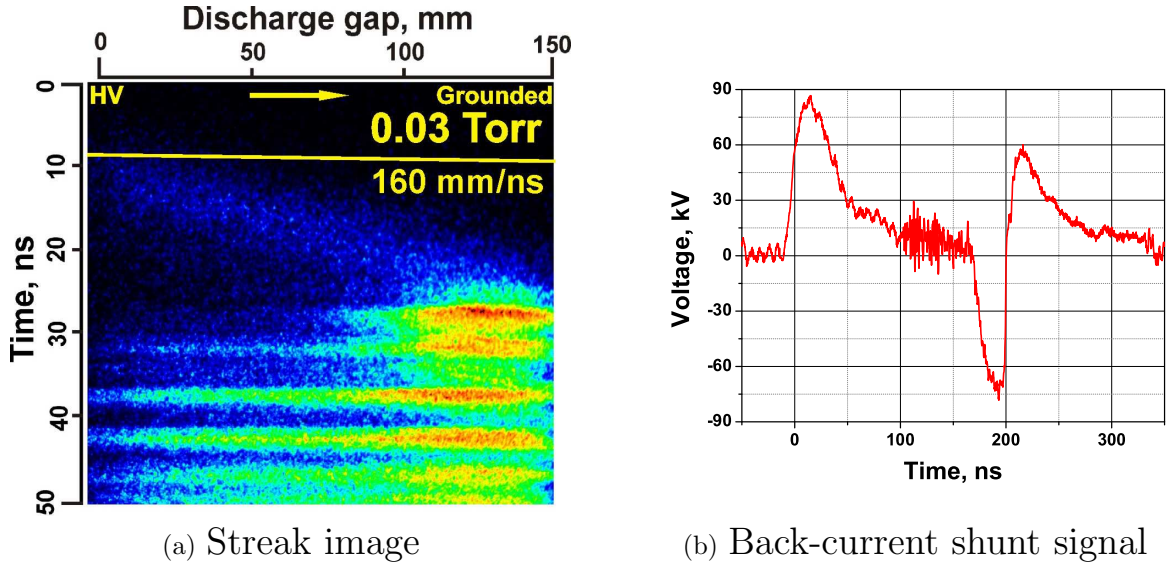 Discharge gap, mm
0 50 100 150
Time, ns
0
10
20
30
40
50
HV Grounded
0.03 Torr
160 mm/ns
(a) Streak image
Voltage, kV
90
60
30
0
-30
-60
-90
0 100 200 300
Time, ns
(b) Back-current shunt signal